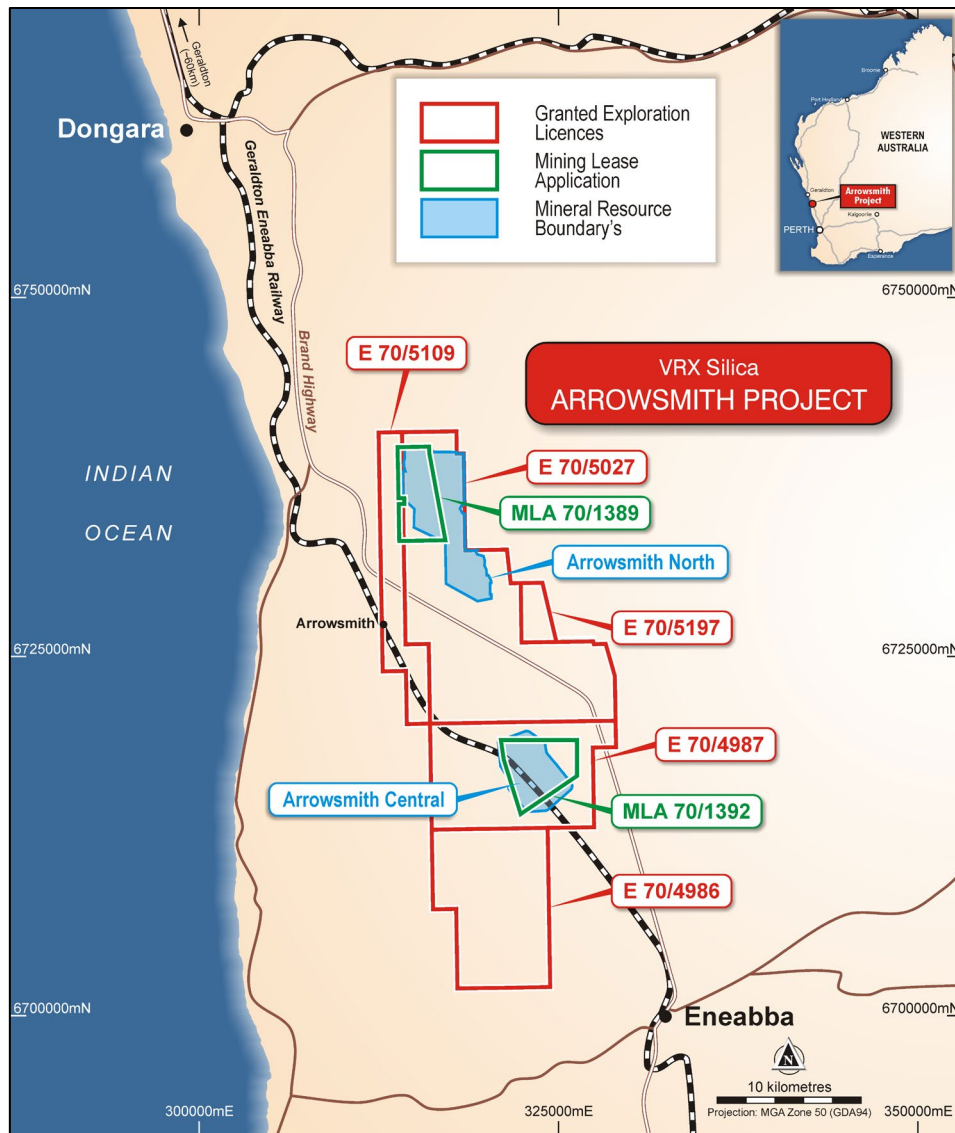 Geraldton
(~60km)
Dongara
Geraldton Eneabba Railway
Brand Highway
Granted Exploration
Licences
Mining Lease
Application
Mineral Resource
Boundary's
Broome
Port Hedland
WESTERN
AUSTRALIA
Geraldton
Arrowsmith
Project
Kalgoorlie
PERTH
Esperance
6750000mN
6750000mN
E 70/5109
VRX Silica
ARROWSMITH PROJECT
INDIAN
OCEAN
E 70/5027
MLA 70/1389
Arrowsmith North
Arrowsmith
E 70/5197
6725000mN
6725000mN
E 70/4987
Arrowsmith Central
MLA 70/1392
E 70/4986
6700000mN
6700000mN
Eneabba
N
10 kilometres
Projection: MGA Zone 50 (GDA94)
300000mE
325000mE
350000mE